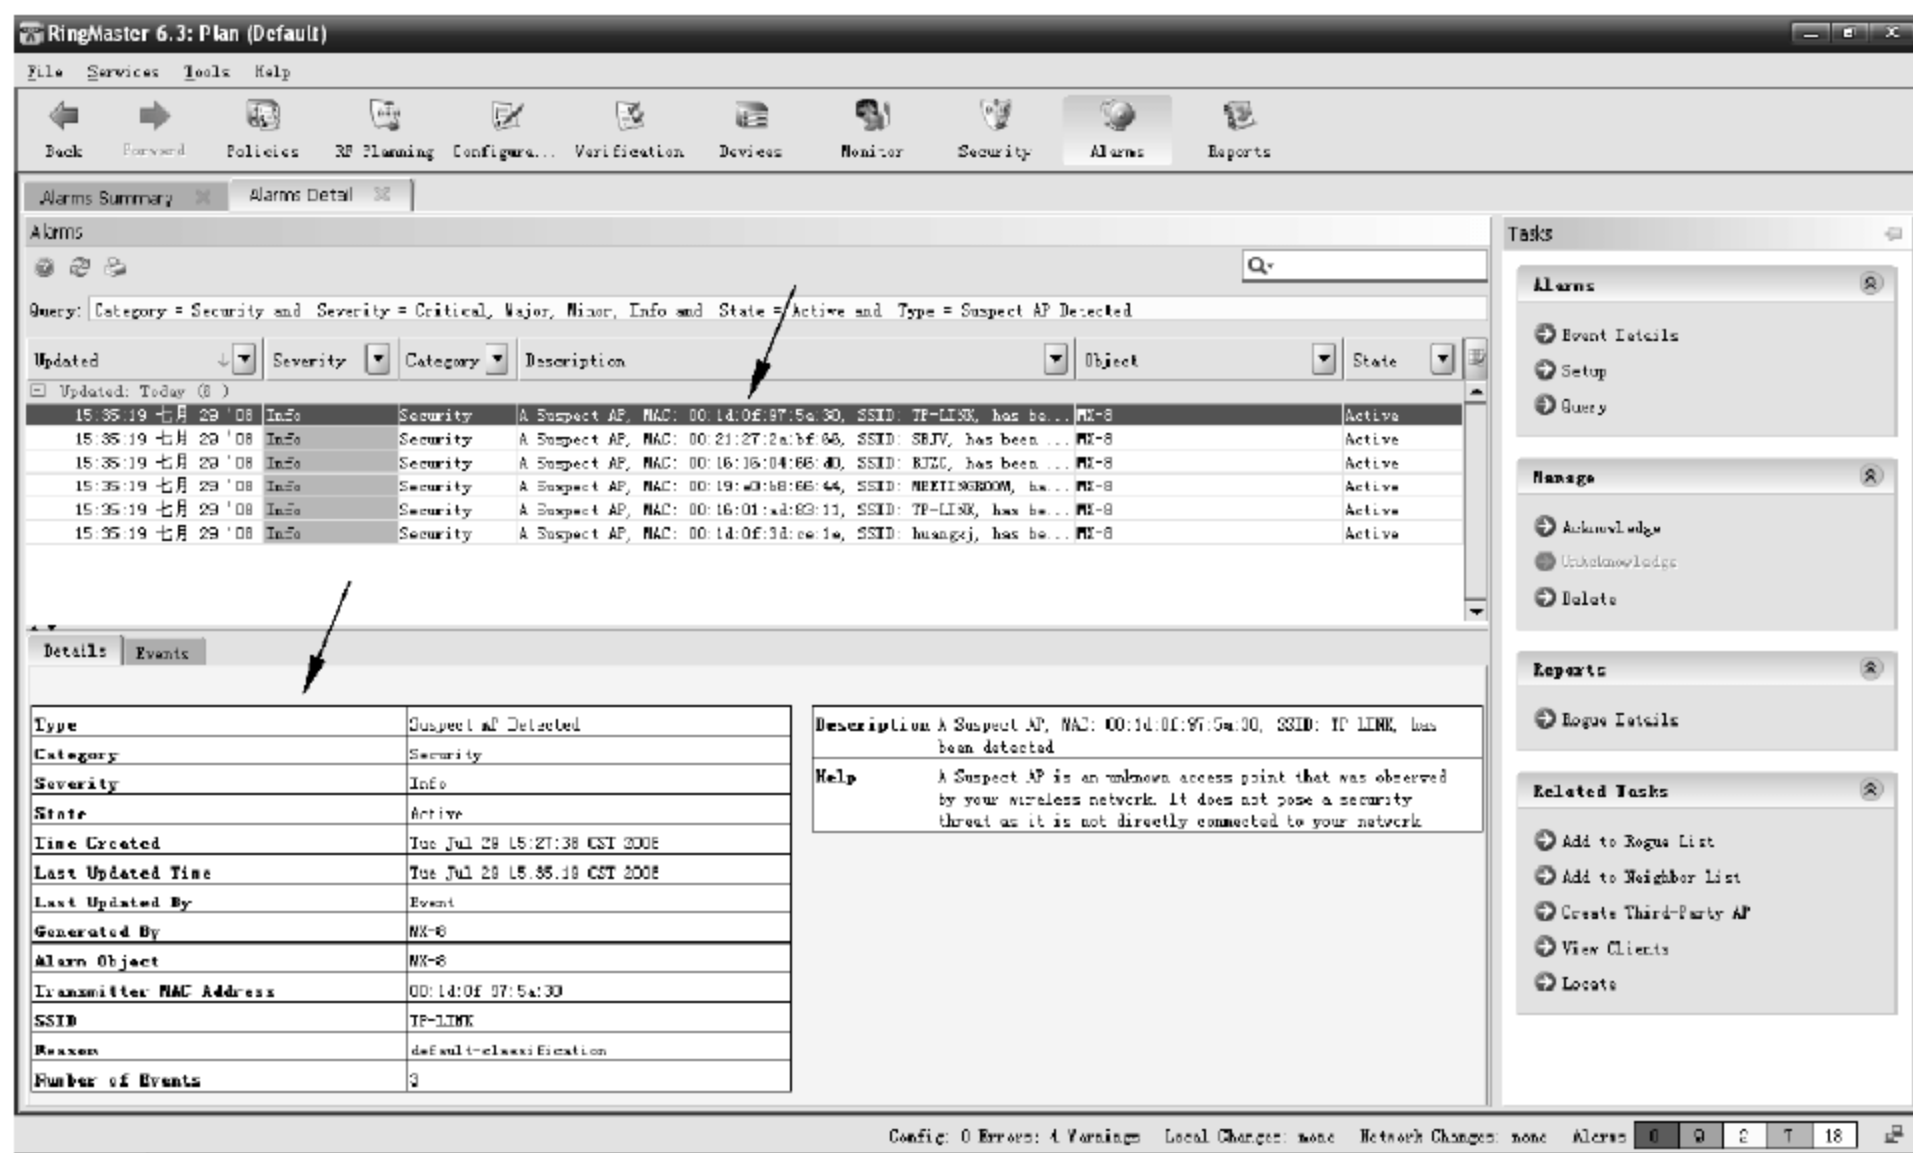 RingMaster 6.3: Plan (Default)
File Services Tools Help
Back Forward Policies RF Planning Configura... Verification Devices Monitor Security Alarms Reports
Alarms Summary Alarms Detail
Alarms
Query: Category = Security and Severity = Critical, Major, Minor, Info and State = Active and Type = Suspect AP Detected
Updated Severity Category Description Object State
Updated: Today (6 )
15:35:19 七月 29 '08 Info Security A Suspect AP, MAC: 00:1d:0f:97:5a:30, SSID: TP-LINK, has be... MX-8 Active
15:35:19 七月 29 '08 Info Security A Suspect AP, MAC: 00:21:27:2a:bf:66, SSID: SBJV, has been ... MX-8 Active
15:35:19 七月 29 '08 Info Security A Suspect AP, MAC: 00:16:16:04:66:d0, SSID: has been ... MX-8 Active
15:35:19 七月 29 '08 Info Security A Suspect AP, MAC: 00:19:e0:b8:66:44, SSID: MEETINGROOM, ha... MX-8 Active
15:35:19 七月 29 '08 Info Security A Suspect AP, MAC: 00:16:01:ad:83:11, SSID: TP-LINK, has be... MX-8 Active
15:35:19 七月 29 '08 Info Security A Suspect AP, MAC: 00:1d:0f:3d:ce:1e, SSID: huangxj, has be... MX-8 Active
Details Events
Type Suspect AP Detected
Category Security
Severity Info
State Active
Time Created Tue Jul 29 15:27:38 CST 2008
Last Updated Time Tue Jul 29 15:35:19 CST 2008
Last Updated By Event
Generated By MX-8
Alarm Object MX-8
Transmitter MAC Address 00:1d:0f:97:5a:30
SSID TP-LINK
Reason default-classification
Number of Events 3
Description A Suspect AP, MAC: 00:1d:0f:97:5a:30, SSID: TP-LINK, has
been detected
Help A Suspect AP is an unknown access point that was observed
by your wireless network. It does not pose a security
threat as it is not directly connected to your network
Tasks
Alarms
Event Details
Setup
Query
Manage
Acknowledge
UnAcknowledge
Delete
Reports
Rogue Details
Related Tasks
Add to Rogue List
Add to Neighbor List
Create Third-Party AP
View Clients
Locate
Config: 0 Errors: 4 Warnings Local Changes: none Network Changes: none Alarms 0 2 18